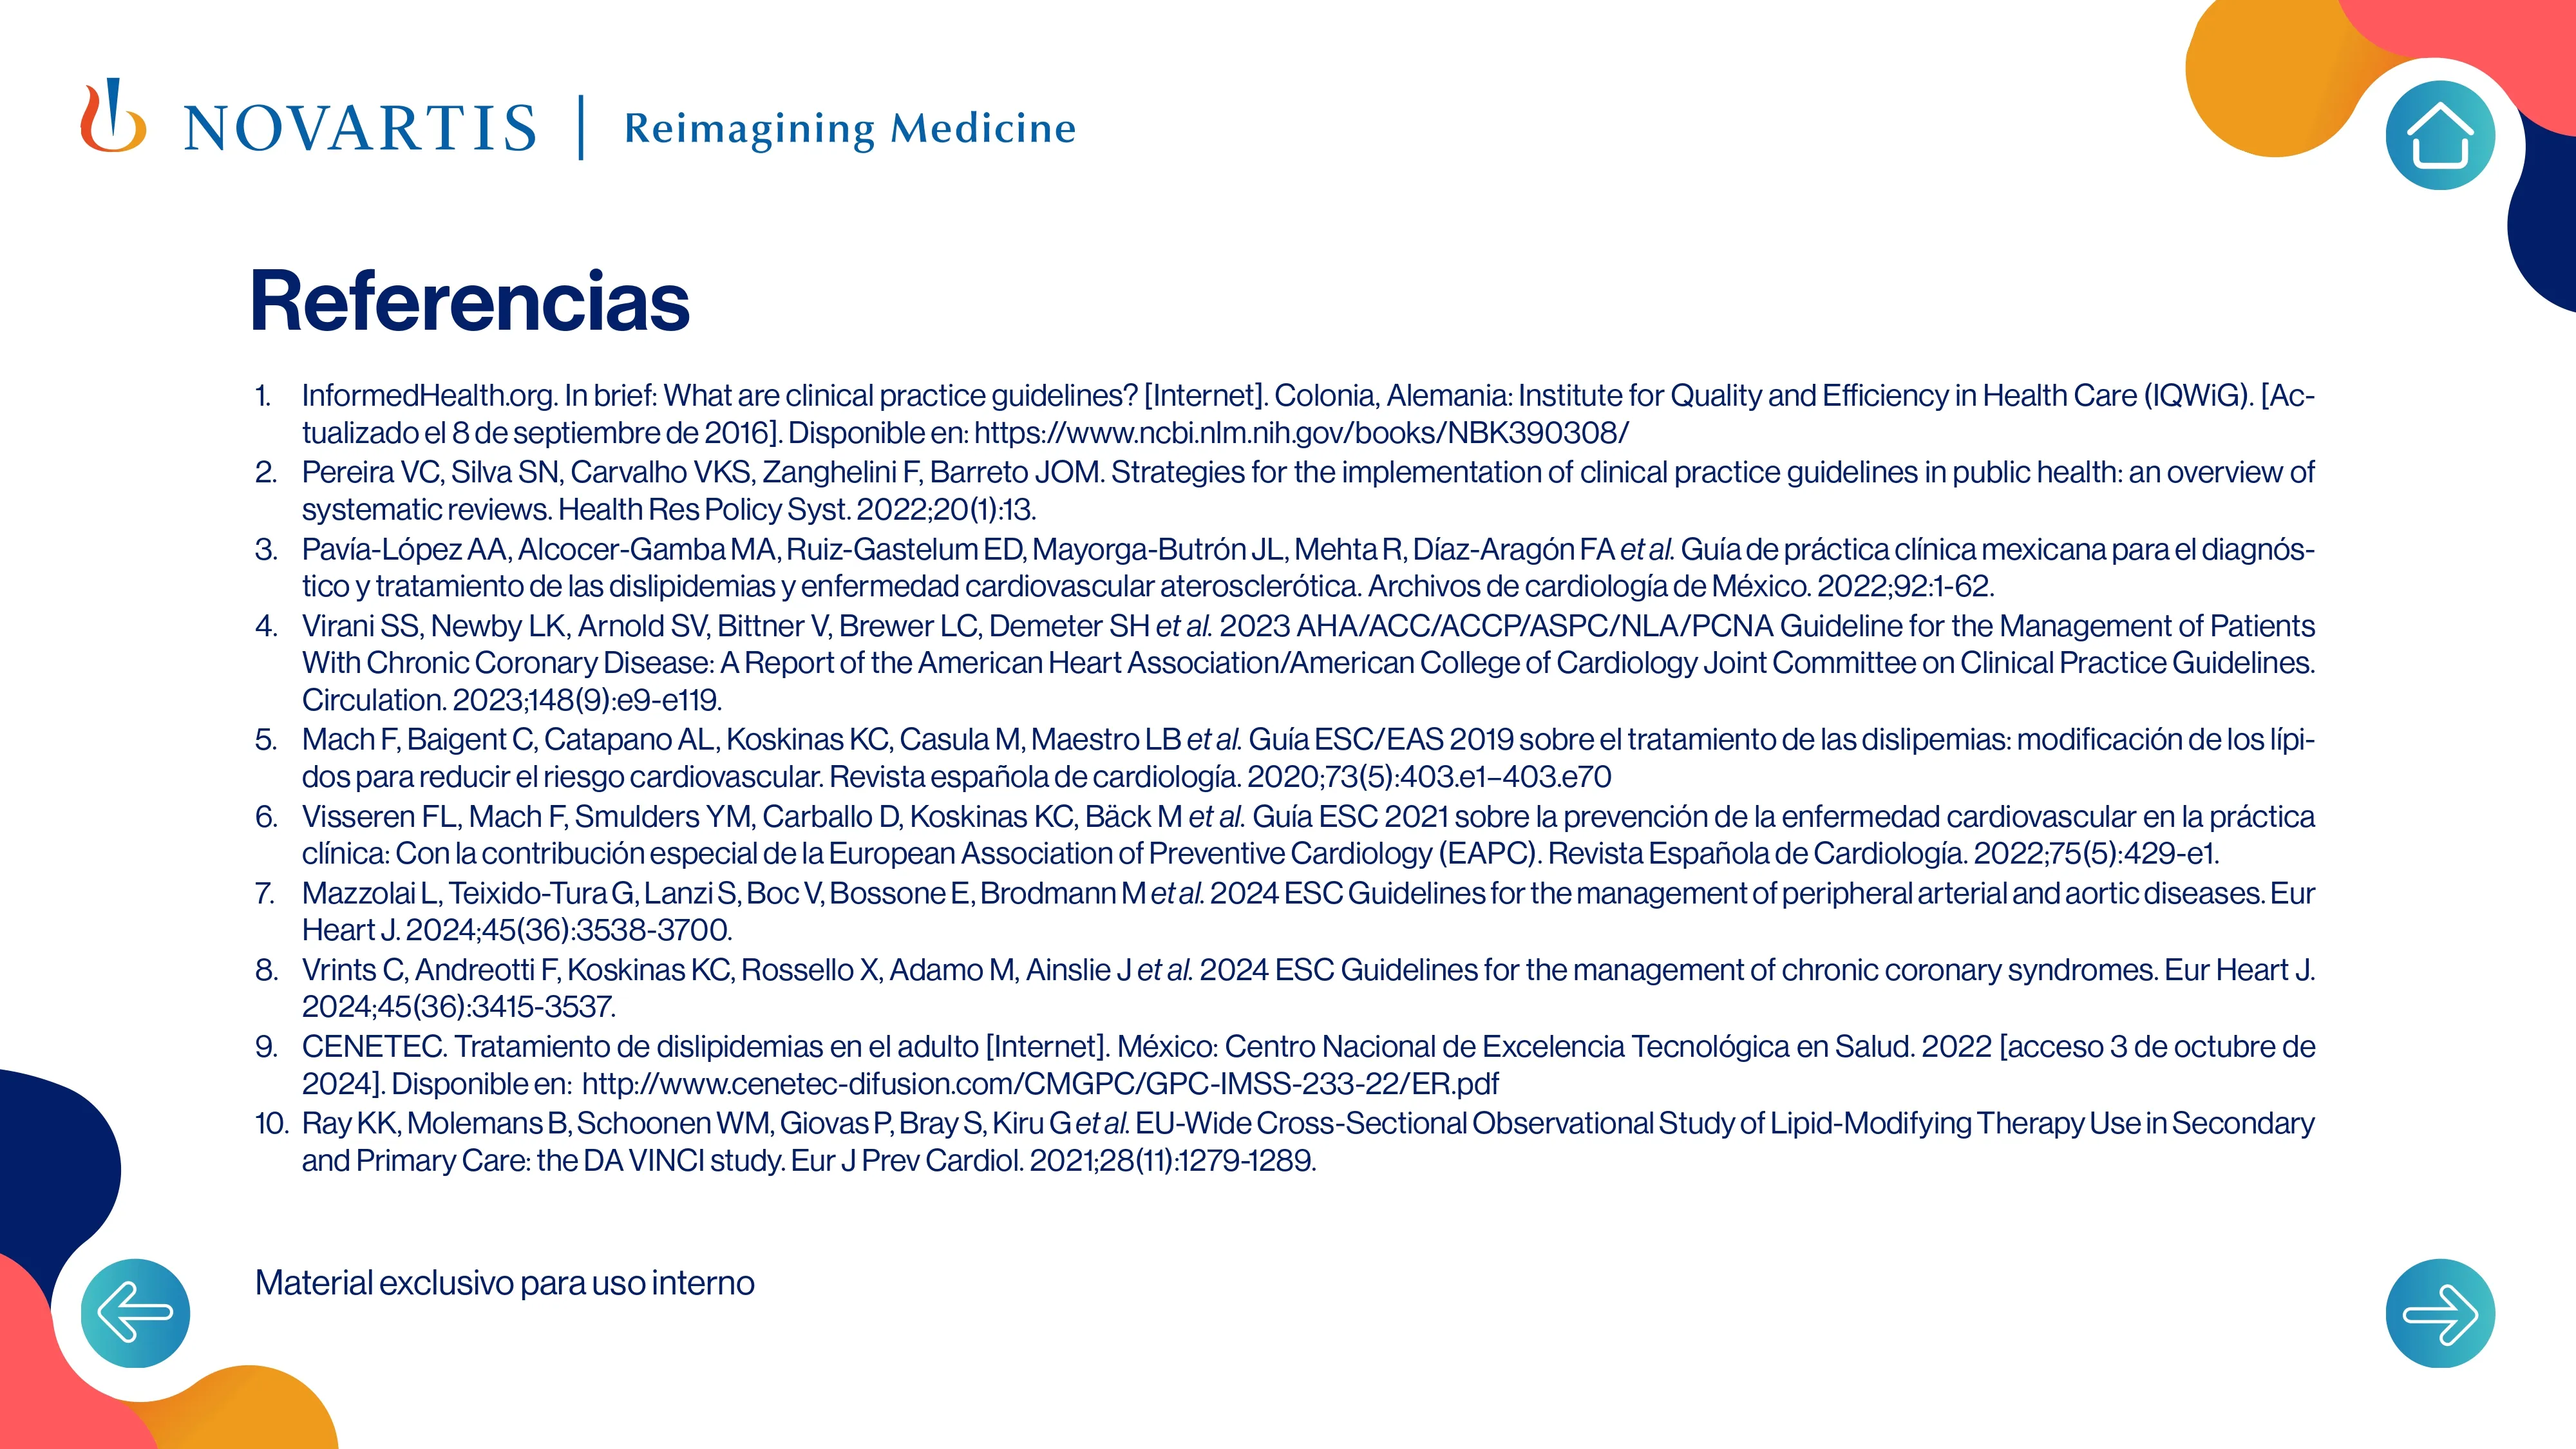 NOVARTIS | Reimagining Medicine
Referencias
1. InformedHealth.org. In brief: What are clinical practice guidelines? [Internet]. Colonia, Alemania: Institute for Quality and Efficiency in Health Care (IQWiG). [Ac-
tualizado el 8 de septiembre de 2016]. Disponible en: https://www.ncbi.nlm.nih.gov/books/NBK390308/
2. Pereira VC, Silva SN, Carvalho VKS, Zanghelini F, Barreto JOM. Strategies for the implementation of clinical practice guidelines in public health: an overview of
systematic reviews. Health Res Policy Syst. 2022;20(1):13.
3. Pavía-López AA, Alcocer-Gamba MA, Ruiz-Gastelum ED, Mayorga-Butrón JL, Mehta R, Díaz-Aragón FA et al. Guía de práctica clínica mexicana para el diagnós-
tico y tratamiento de las dislipidemias y enfermedad cardiovascular aterosclerótica. Archivos de cardiología de México. 2022;92:1-62.
4. Virani SS, Newby LK, Arnold SV, Bittner V, Brewer LC, Demeter SH et al. 2023 AHA/ACC/ACCP/ASPC/NLA/PCNA Guideline for the Management of Patients
With Chronic Coronary Disease: A Report of the American Heart Association/American College of Cardiology Joint Committee on Clinical Practice Guidelines.
Circulation. 2023;148(9):e9-e119.
5. Mach F, Baigent C, Catapano AL, Koskinas KC, Casula M, Maestro LB et al. Guía ESC/EAS 2019 sobre el tratamiento de las dislipemias: modificación de los lípi-
dos para reducir el riesgo cardiovascular. Revista española de cardiología. 2020;73(5):403.e1–403.e70
6. Visseren FL, Mach F, Smulders YM, Carballo D, Koskinas KC, Bäck M et al. Guía ESC 2021 sobre la prevención de la enfermedad cardiovascular en la práctica
clínica: Con la contribución especial de la European Association of Preventive Cardiology (EAPC). Revista Española de Cardiología. 2022;75(5):429-e1.
7. Mazzolai L, Teixido-Tura G, Lanzi S, Boc V, Bossone E, Brodmann M et al. 2024 ESC Guidelines for the management of peripheral arterial and aortic diseases. Eur
Heart J. 2024;45(36):3538-3700.
8. Vrints C, Andreotti F, Koskinas KC, Rossello X, Adamo M, Ainslie J et al. 2024 ESC Guidelines for the management of chronic coronary syndromes. Eur Heart J.
2024;45(36):3415-3537.
9. CENETEC. Tratamiento de dislipidemias en el adulto [Internet]. México: Centro Nacional de Excelencia Tecnológica en Salud. 2022 [acceso 3 de octubre de
2024]. Disponible en: http://www.cenetec-difusion.com/CMGPC/GPC-IMSS-233-22/ER.pdf
10. Ray KK, Molemans B, Schoonen WM, Giovas P, Bray S, Kiru G et al. EU-Wide Cross-Sectional Observational Study of Lipid-Modifying Therapy Use in Secondary
and Primary Care: the DA VINCI study. Eur J Prev Cardiol. 2021;28(11):1279-1289.
Material exclusivo para uso interno